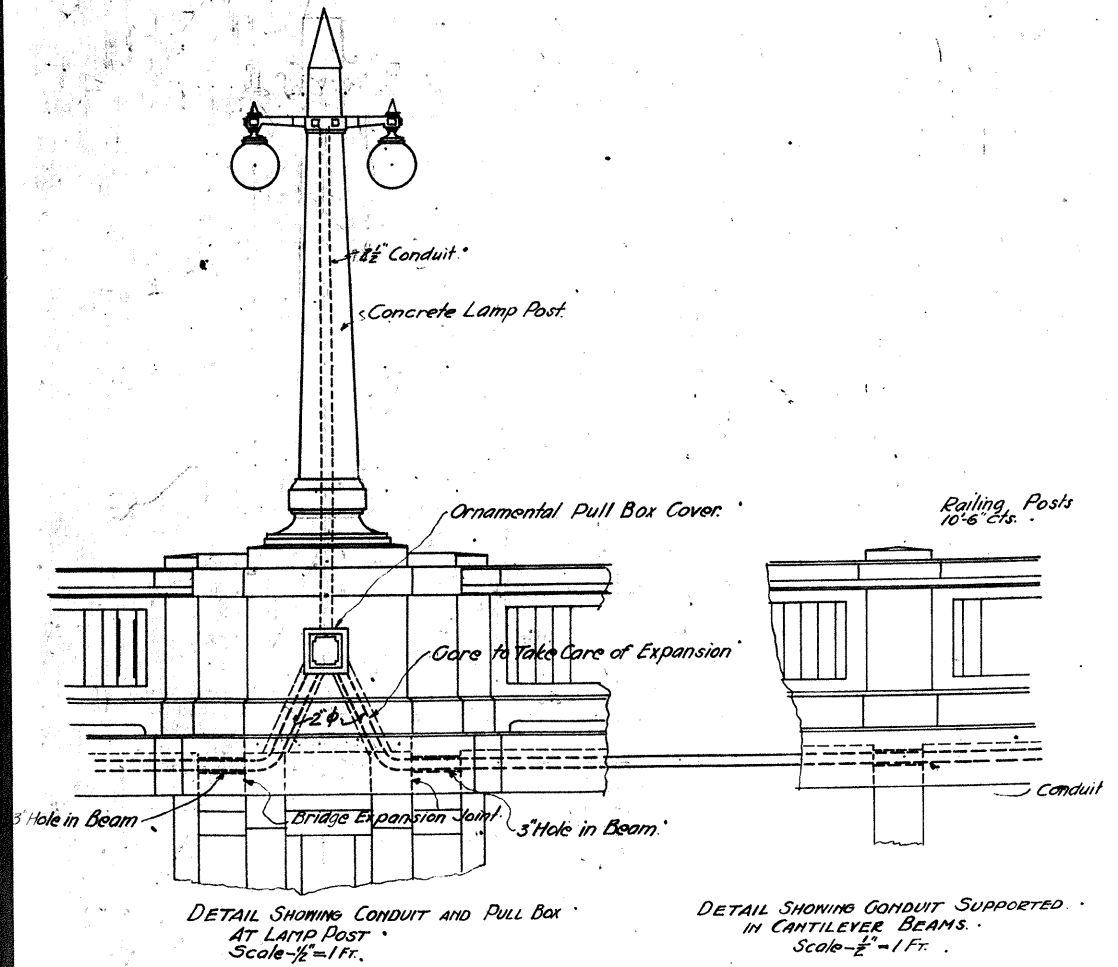 Conduit.
Concrete Lamp Post.
Ornamental Pull Box Cover.
Railing Posts
10'-6" cts.
Core to Take Care of Expansion
2"ϕ
Conduit
3" Hole in Beam
Bridge Expansion Joint.
3" Hole in Beam.
DETAIL SHOWING CONDUIT AND PULL BOX
AT LAMP POST
Scale-½"=1 FT.
DETAIL SHOWING CONDUIT SUPPORTED
IN CANTILEVER BEAMS.
Scale-½"=1 FT.